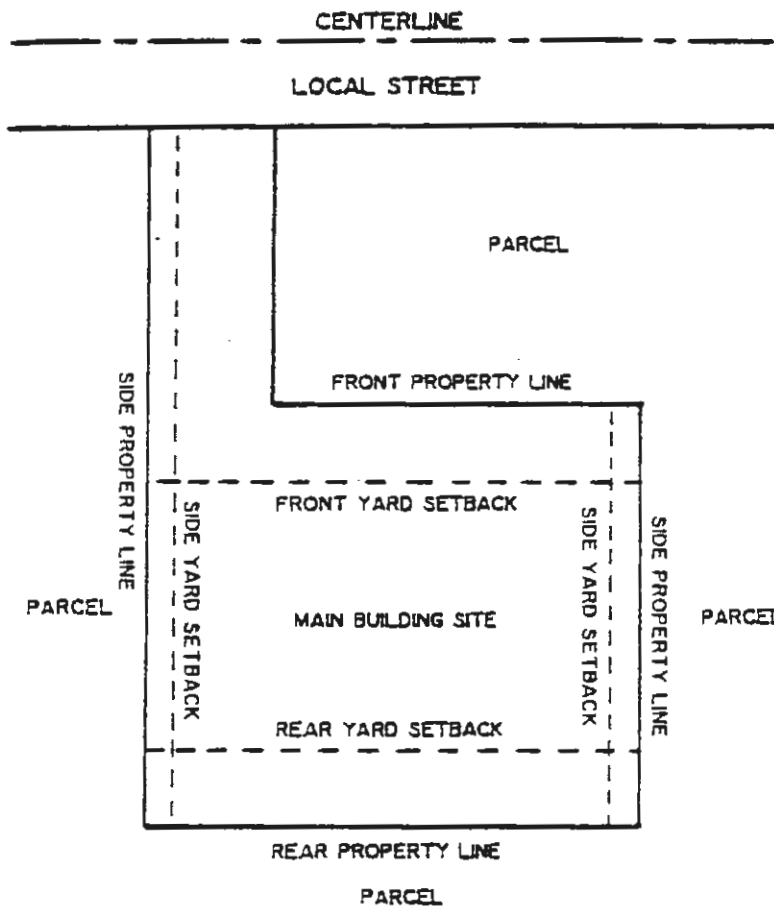 CENTERLINE
LOCAL STREET
PARCEL
FRONT PROPERTY LINE
SIDE PROPERTY LINE
FRONT YARD SETBACK
SIDE YARD SETBACK
SIDE YARD SETBACK
SIDE PROPERTY LINE
PARCEL
MAIN BUILDING SITE
PARCEL
REAR YARD SETBACK
REAR PROPERTY LINE
PARCEL